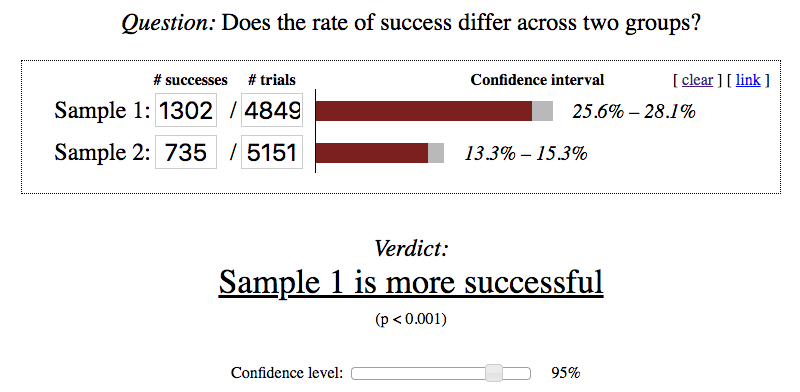 Question: Does the rate of success differ across two groups?
# successes # trials Confidence interval [ clear ] [ link ]
Sample 1: 1302 / 4849 25.6% – 28.1%
Sample 2: 735 / 5151 13.3% – 15.3%
Verdict:
Sample 1 is more successful
(p < 0.001)
Confidence level: 95%